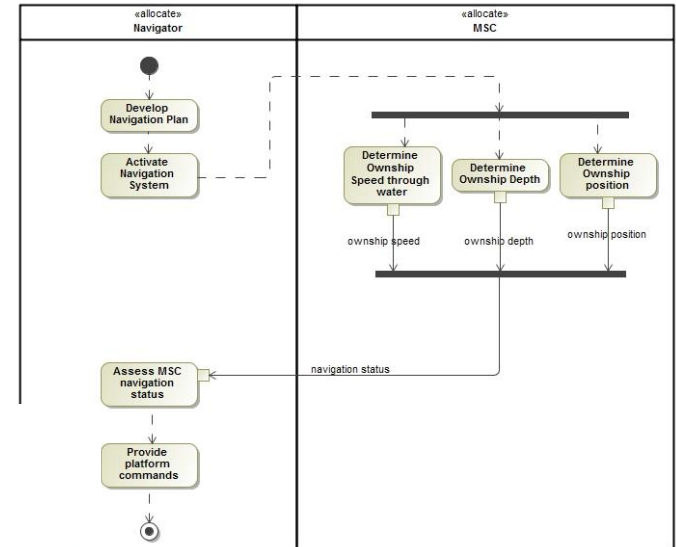 «allocate»
Navigator
«allocate»
MSC
Develop
Navigation Plan
Activate
Navigation
System
Determine
Ownship
Speed through
water
Determine
Ownship Depth
Determine
Ownship
position
ownship speed
ownship depth
ownship position
Assess MSC
navigation
status
navigation status
Provide
platform
commands